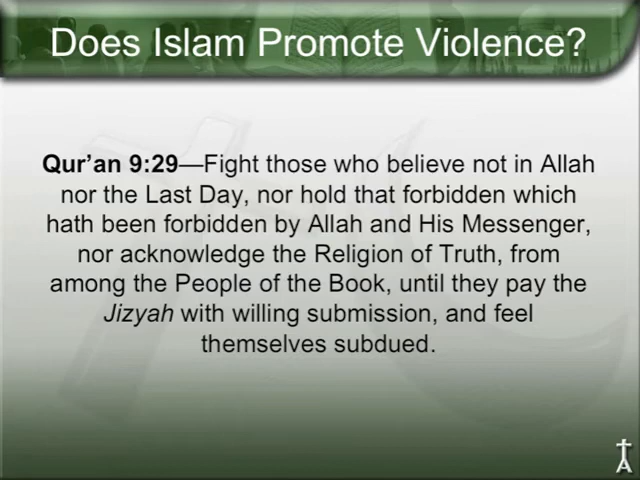 Does Islam Promote Violence?
Qur’an 9:29—Fight those who believe not in Allah
nor the Last Day, nor hold that forbidden which
hath been forbidden by Allah and His Messenger,
nor acknowledge the Religion of Truth, from
among the People of the Book, until they pay the
Jizyah with willing submission, and feel
themselves subdued.